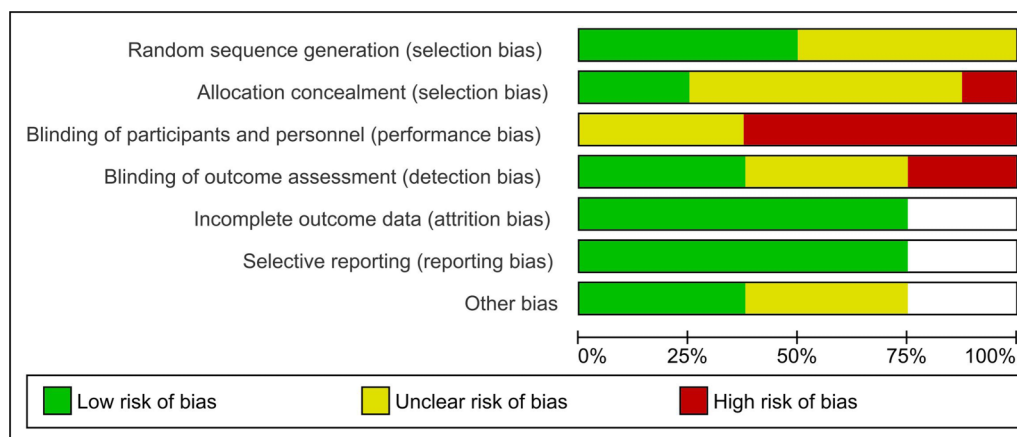 Random sequence generation (selection bias)
Allocation concealment (selection bias)
Blinding of participants and personnel (performance bias)
Blinding of outcome assessment (detection bias)
Incomplete outcome data (attrition bias)
Selective reporting (reporting bias)
Other bias
0% 25% 50% 75% 100%
Low risk of bias Unclear risk of bias High risk of bias